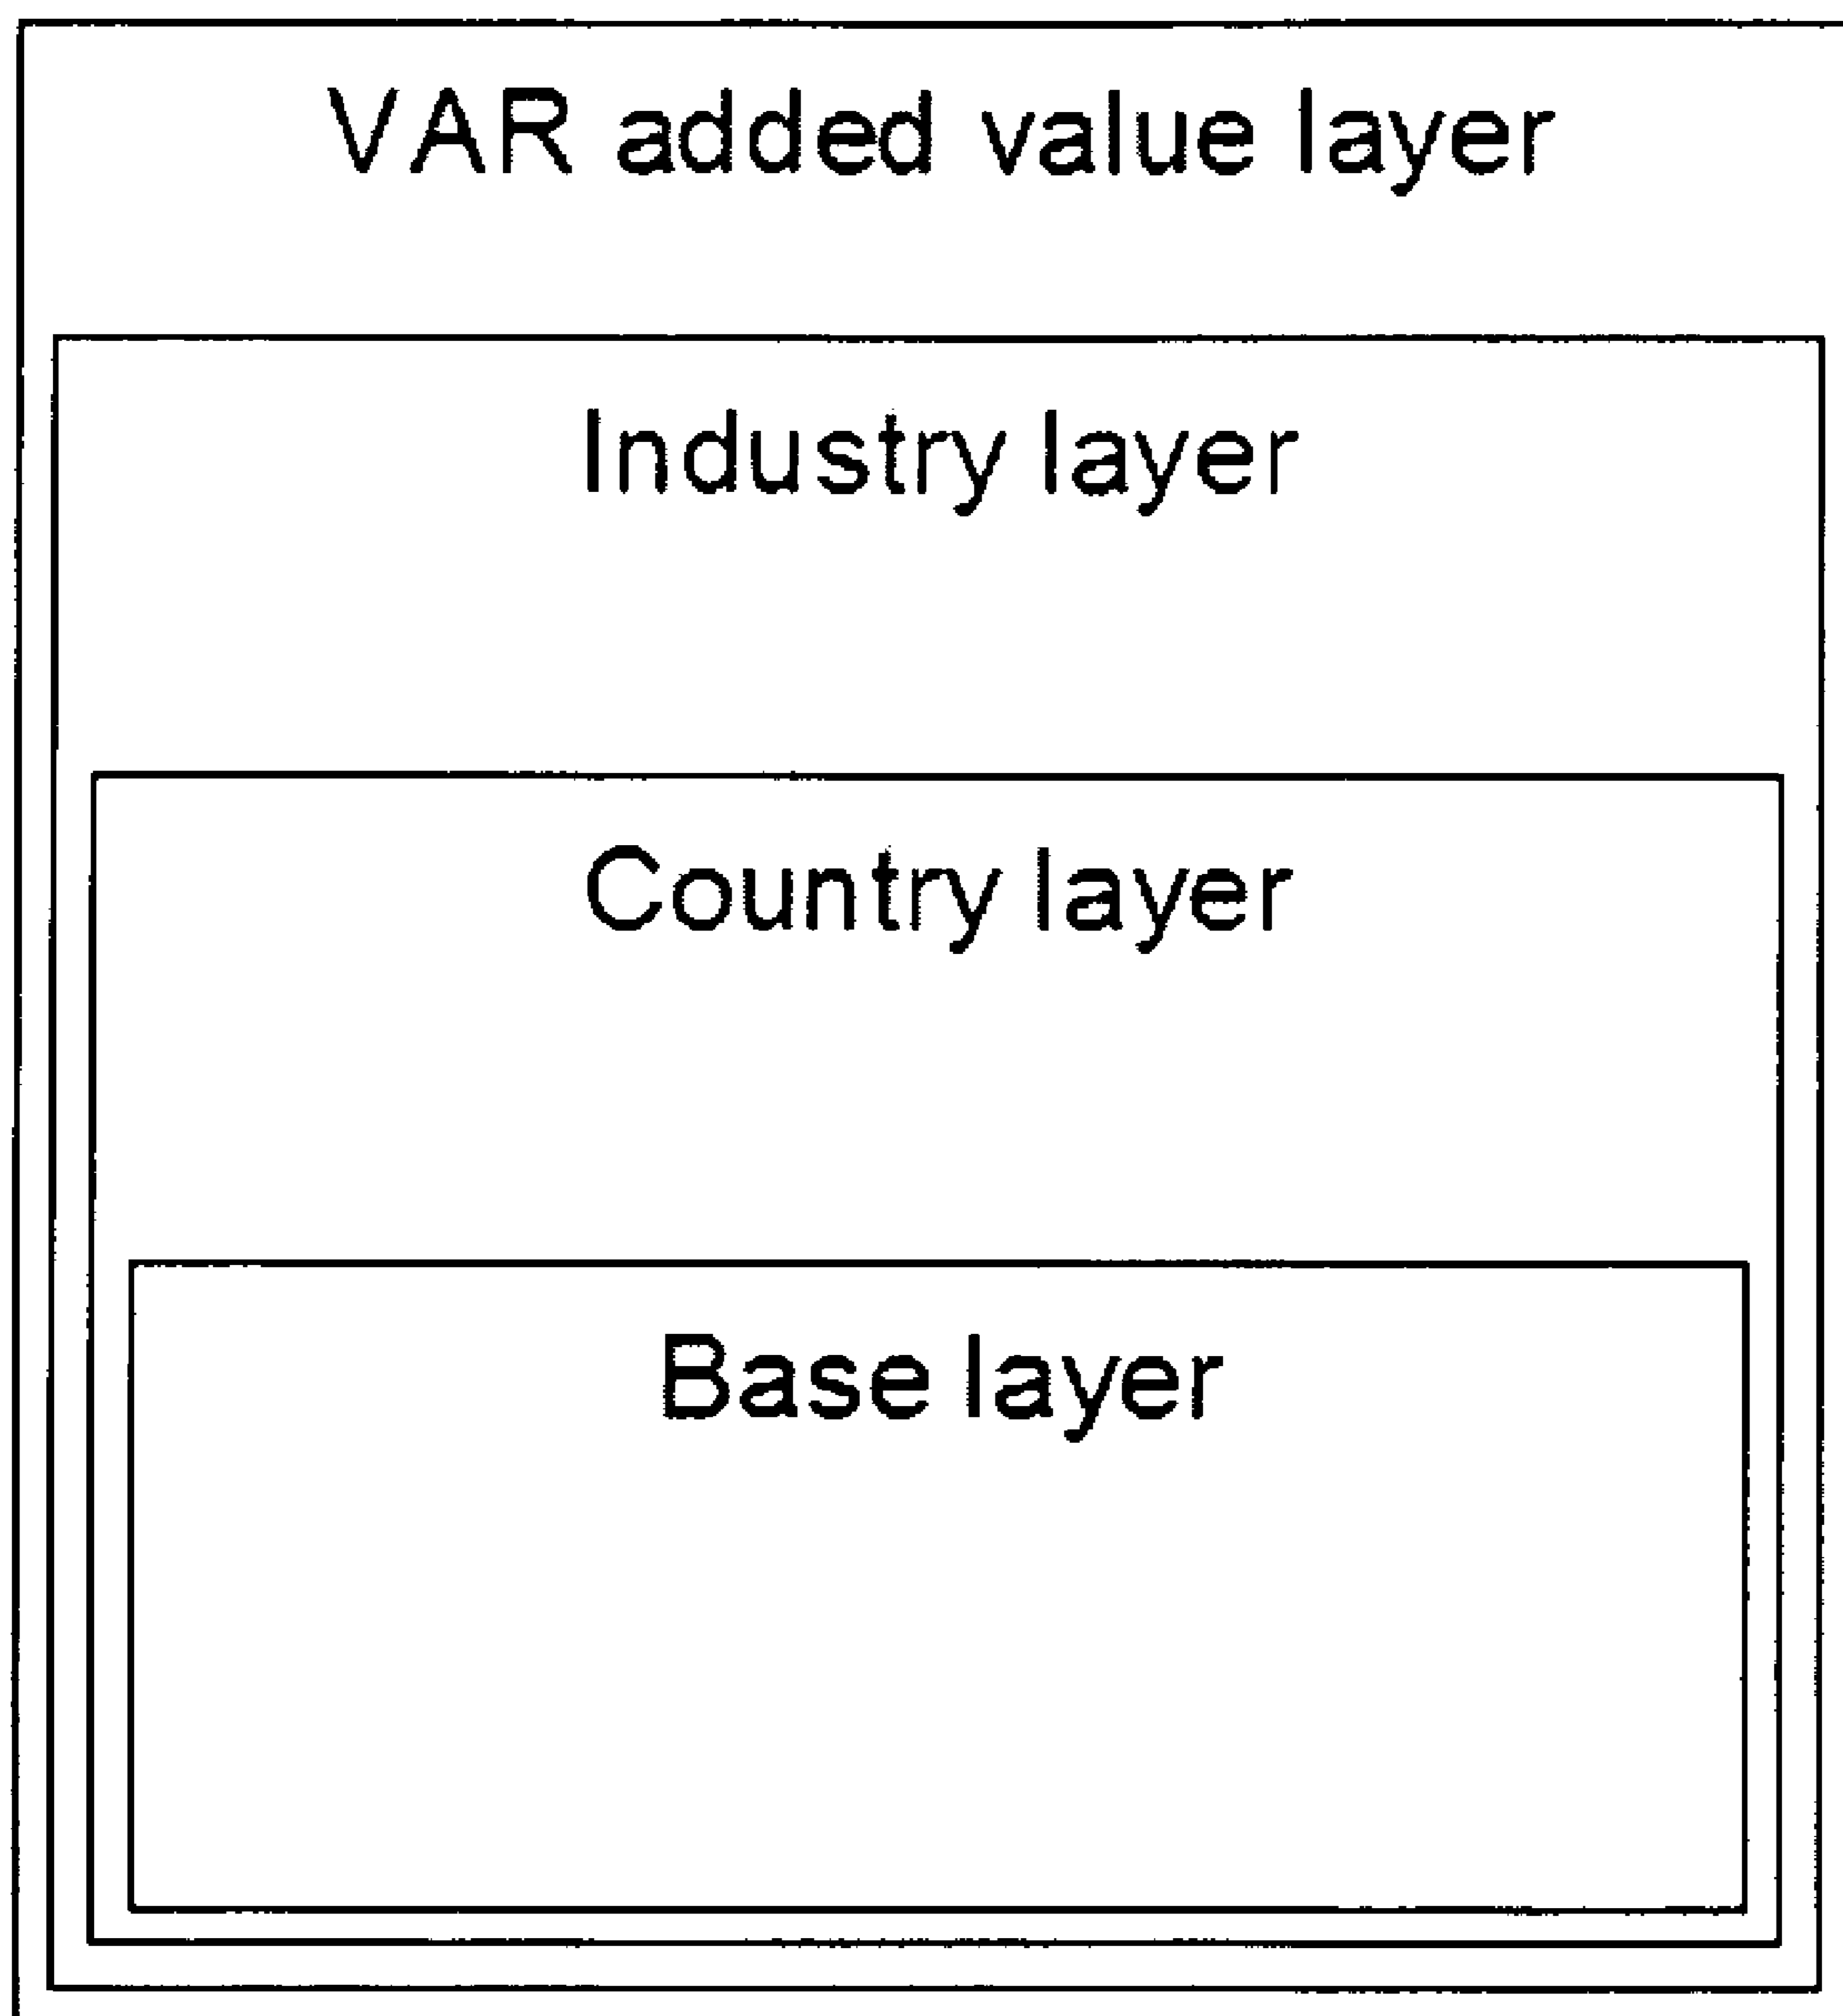 VAR added value layer
Industry layer
Country layer
Base layer